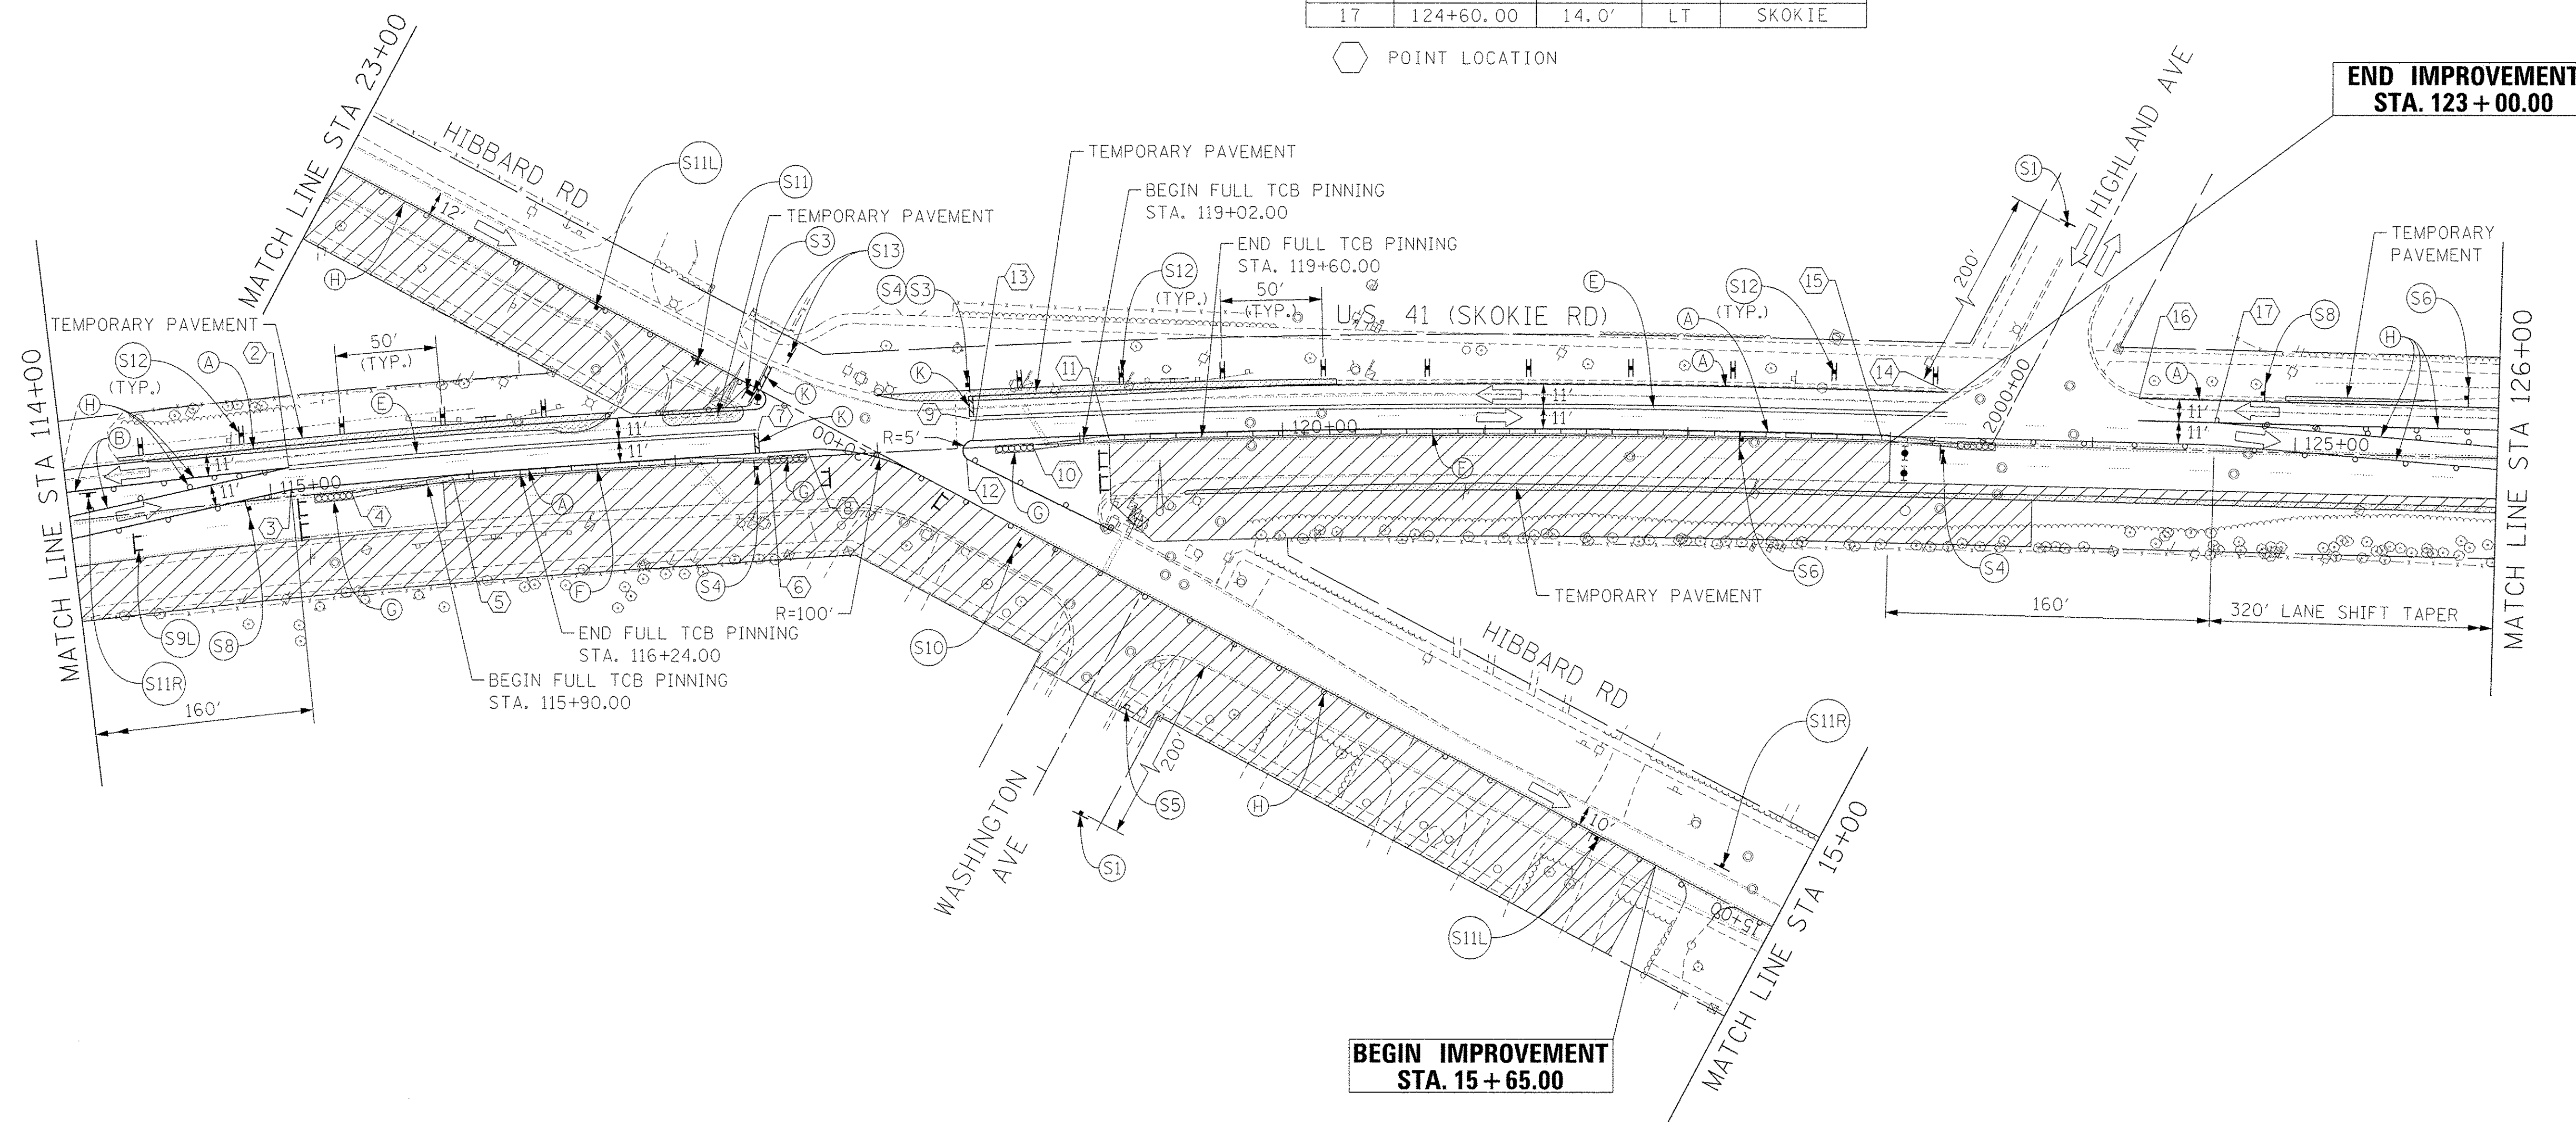 17 124+60.00 14.0' LT SKOKIE
POINT LOCATION
END IMPROVEMENT
STA. 123+00.00
MATCH LINE STA 23+00
HIBBARD RD
S11L
S11
TEMPORARY PAVEMENT
BEGIN FULL TCB PINNING
STA. 119+02.00
TEMPORARY PAVEMENT
S3
S13
END FULL TCB PINNING
STA. 119+60.00
HIGHLAND AVE
S1
200'
TEMPORARY
PAVEMENT
12'
H
S4
S3
13
S12
(TYP.)
50'
(TYP.)
U.S. 41 (SKOKIE RD)
E
A
(TYP.)
S12
15
16
17
S8
S6
H
MATCH LINE STA 114+00
TEMPORARY PAVEMENT
S12
(TYP.)
A
2
50'
(TYP.)
H
B
E
11'
11'
11'
115+00
11'
11'
K
K
7
K
9
11
R=5'
20+00
120+00
11'
11'
A
14
2000+00
A
11'
11'
125+00
MATCH LINE STA 126+00
3
4
G
5
A
F
G
8
6
S4
R=100'
10
12
G
F
S6
S4
TEMPORARY PAVEMENT
160'
320' LANE SHIFT TAPER
S9L
S8
S11R
160'
END FULL TCB PINNING
STA. 116+24.00
BEGIN FULL TCB PINNING
STA. 115+90.00
S10
HIBBARD RD
WASHINGTON
AVE
200'
S5
S1
H
10'
S11R
S11L
15+00
MATCH LINE STA 15+00
BEGIN IMPROVEMENT
STA. 15+65.00